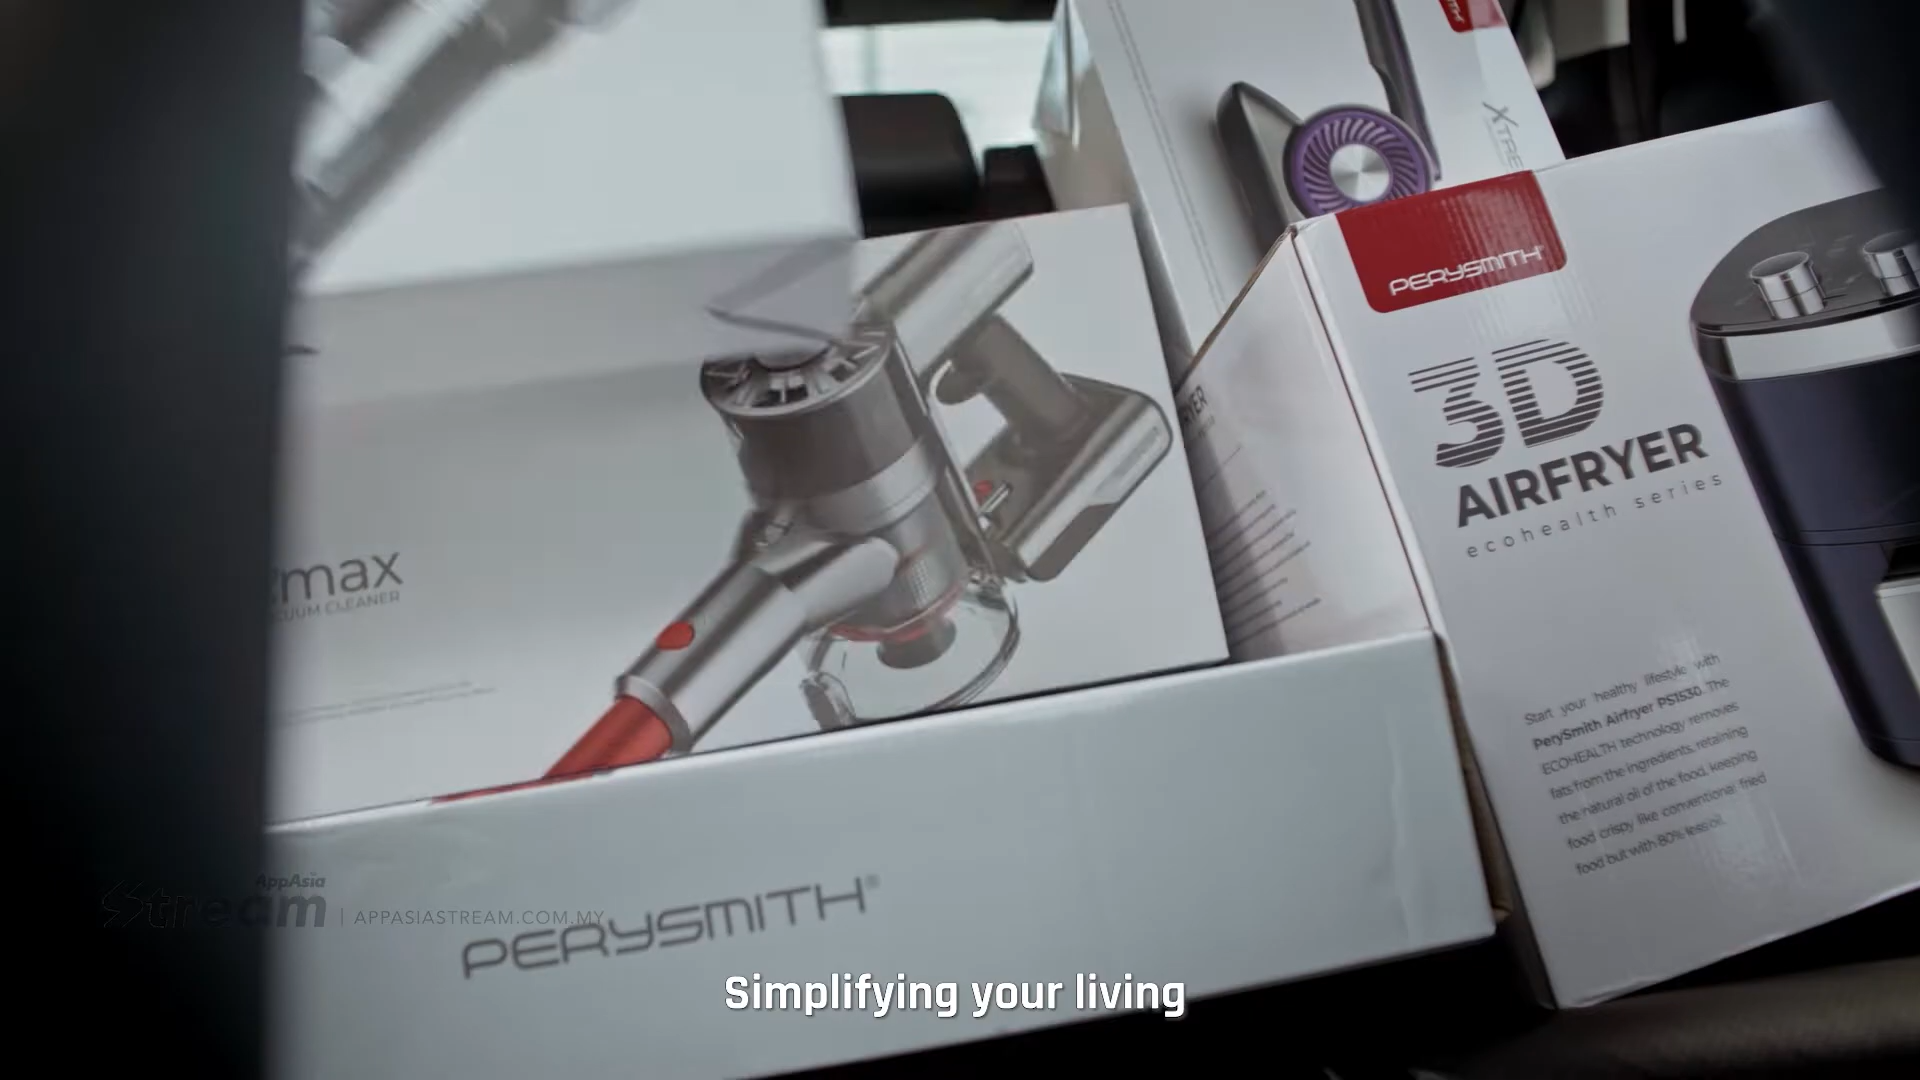 XTRE
PERYSMITH
3D
AIRFRYER
ecohealth series
max
VACUUM CLEANER
Start your healthy lifestyle with
PerySmith Airfryer PS1530. The
ECOHEALTH technology removes
fats from the ingredients, retaining
the natural oil of the food, keeping
food crispy like conventional fried
food but with 80% less oil.
AppAsia
Stream | APPASIASTREAM.COM.MY
PERYSMITH®
Simplifying your living